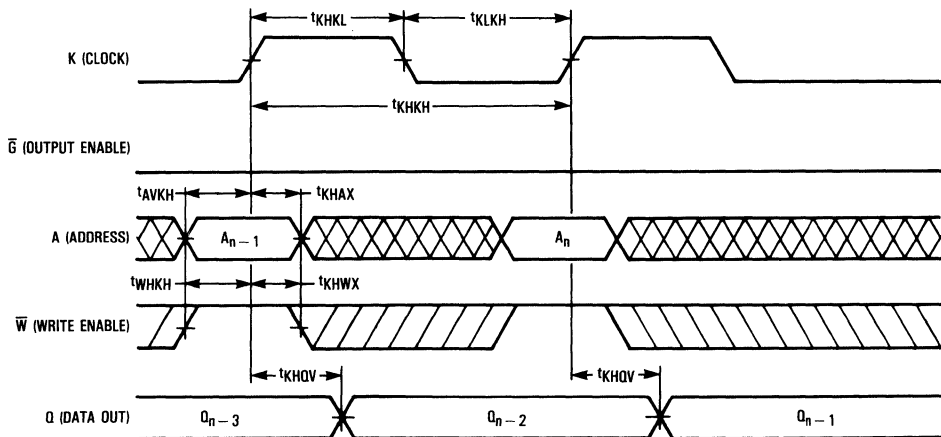 tKHKL tKLKH
K (CLOCK)
tKHKH
G̅ (OUTPUT ENABLE)
tAVKH tKHAX
A (ADDRESS) An – 1 An
tWHKH tKHWX
W̅ (WRITE ENABLE)
tKHQV tKHQV
Q (DATA OUT) Qn–3 Qn–2 Qn–1